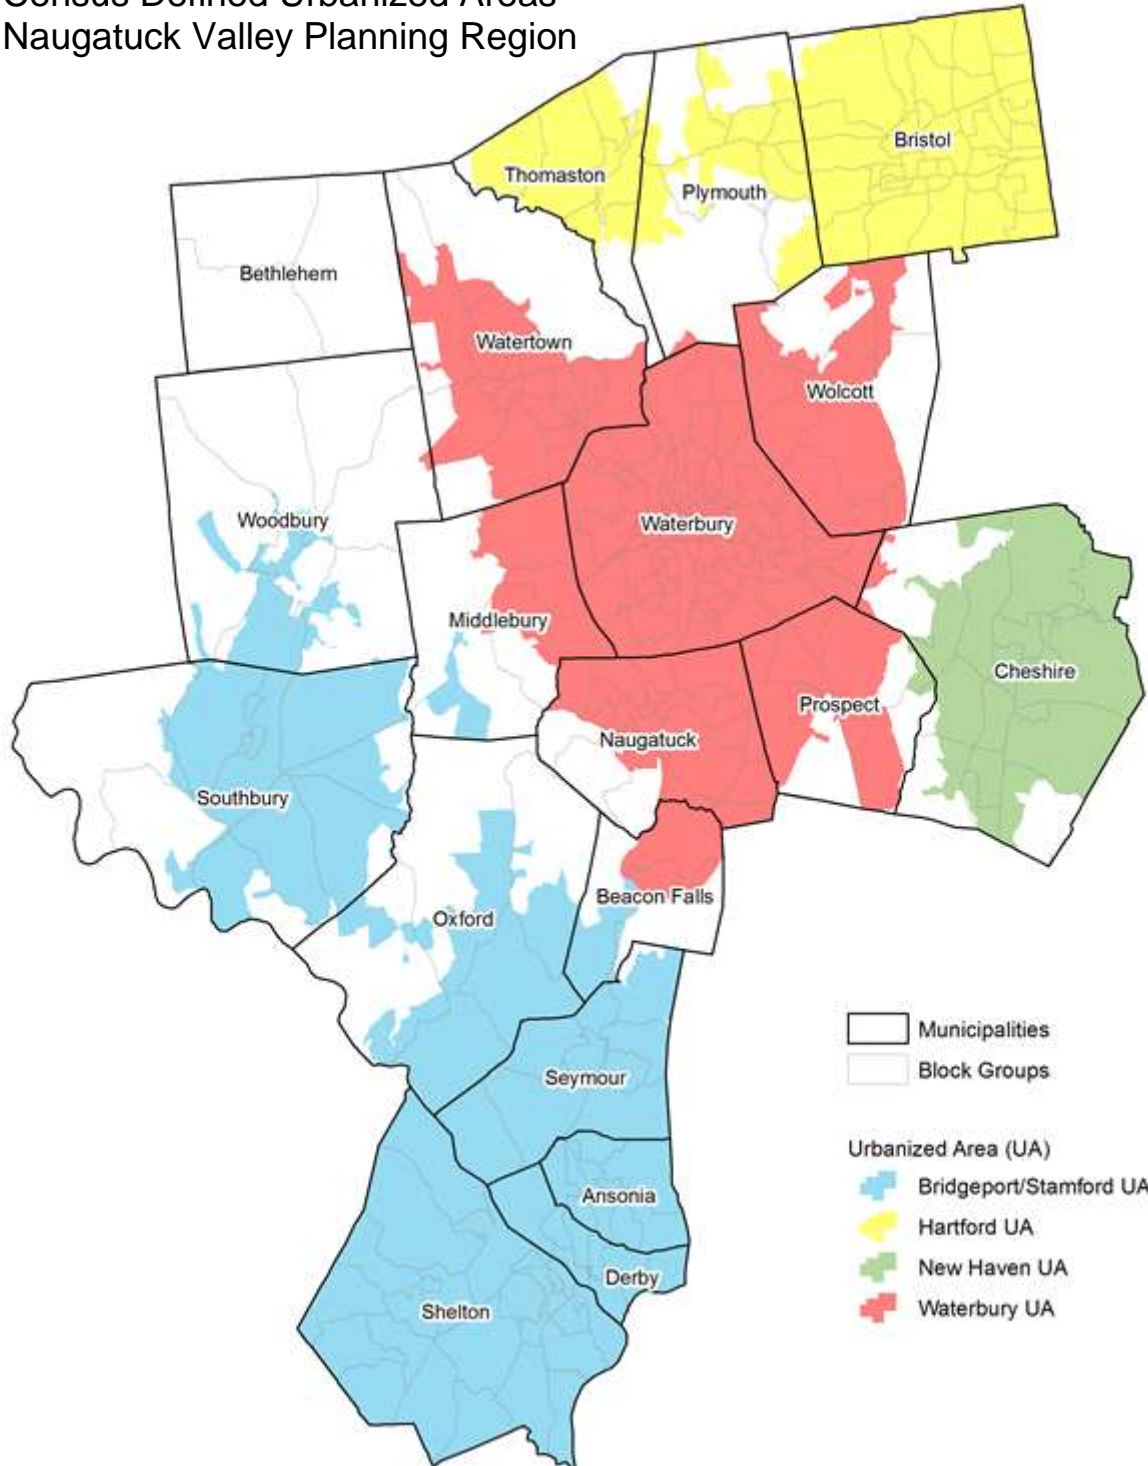 Census Defined Urbanized Areas
Naugatuck Valley Planning Region
Bristol
Thomaston
Plymouth
Bethlehem
Watertown
Wolcott
Woodbury
Waterbury
Middlebury
Cheshire
Prospect
Naugatuck
Southbury
Beacon Falls
Oxford
Seymour
Ansonia
Derby
Shelton
Municipalities
Block Groups
Urbanized Area (UA)
Bridgeport/Stamford UA
Hartford UA
New Haven UA
Waterbury UA